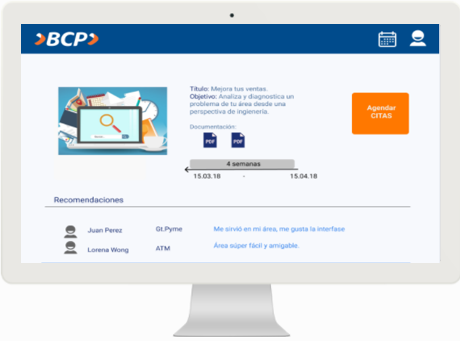 BCP
Título: Mejora tus ventas.
Objetivo: Analiza y diagnostica un
problema de tu área desde una
perspectiva de ingeniería.
Agendar
CITAS
Documentación:
PDF PDF
4 semanas
15.03.18 - 15.04.18
Recomendaciones
Juan Perez Gt.Pyme Me sirvió en mi área, me gusta la interfase
Lorena Wong ATM Área súper fácil y amigable.